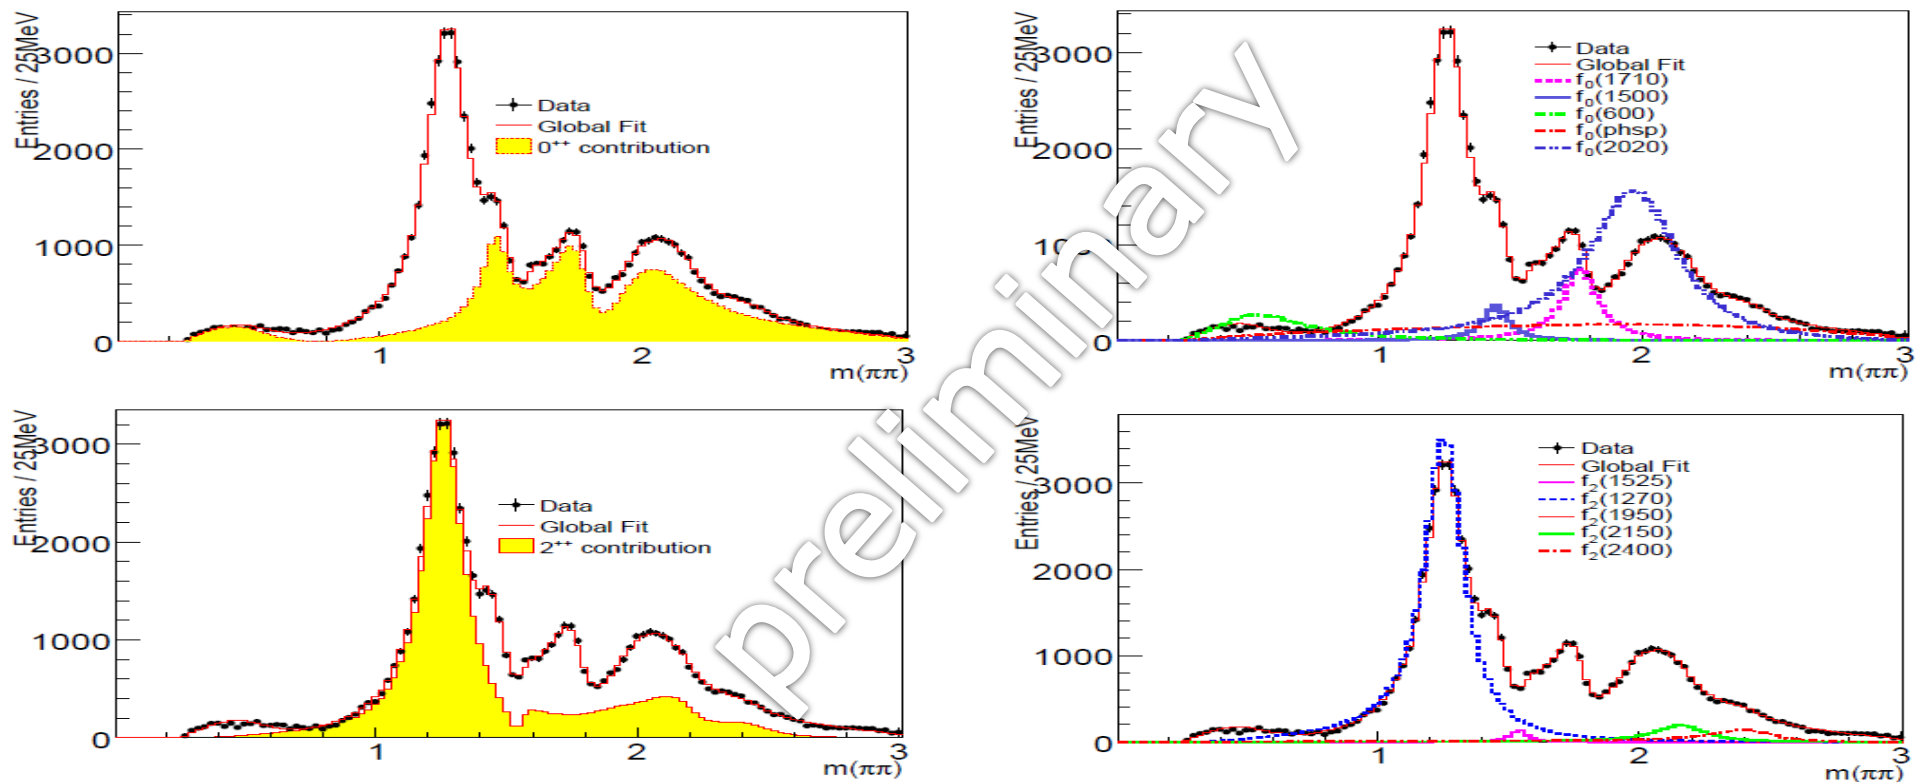 Entries / 25MeV
3000
2000
1000
0
1
2
3
m(ππ)
Data
Global Fit
0++ contribution
Entries / 25MeV
3000
2000
1000
0
1
2
3
m(ππ)
Data
Global Fit
f0(1710)
f0(1500)
f0(600)
f0(phsp)
f0(2020)
preliminary
Entries / 25MeV
3000
2000
1000
0
1
2
3
m(ππ)
Data
Global Fit
2++ contribution
Entries / 25MeV
3000
2000
1000
0
1
2
3
m(ππ)
Data
Global Fit
f2(1525)
f2(1270)
f2(1950)
f2(2150)
f2(2400)